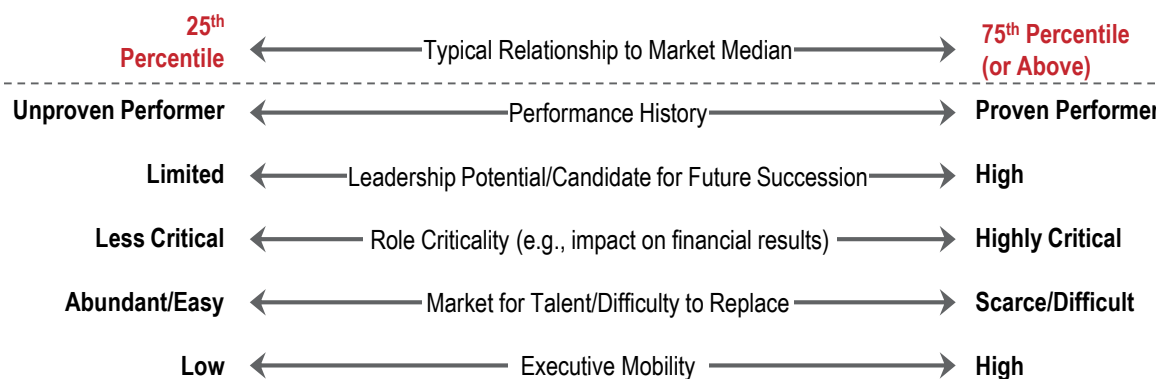 25th Percentile Typical Relationship to Market Median 75th Percentile (or Above)
Unproven Performer Performance History Proven Performer
Limited Leadership Potential/Candidate for Future Succession High
Less Critical Role Criticality (e.g., impact on financial results) Highly Critical
Abundant/Easy Market for Talent/Difficulty to Replace Scarce/Difficult
Low Executive Mobility High